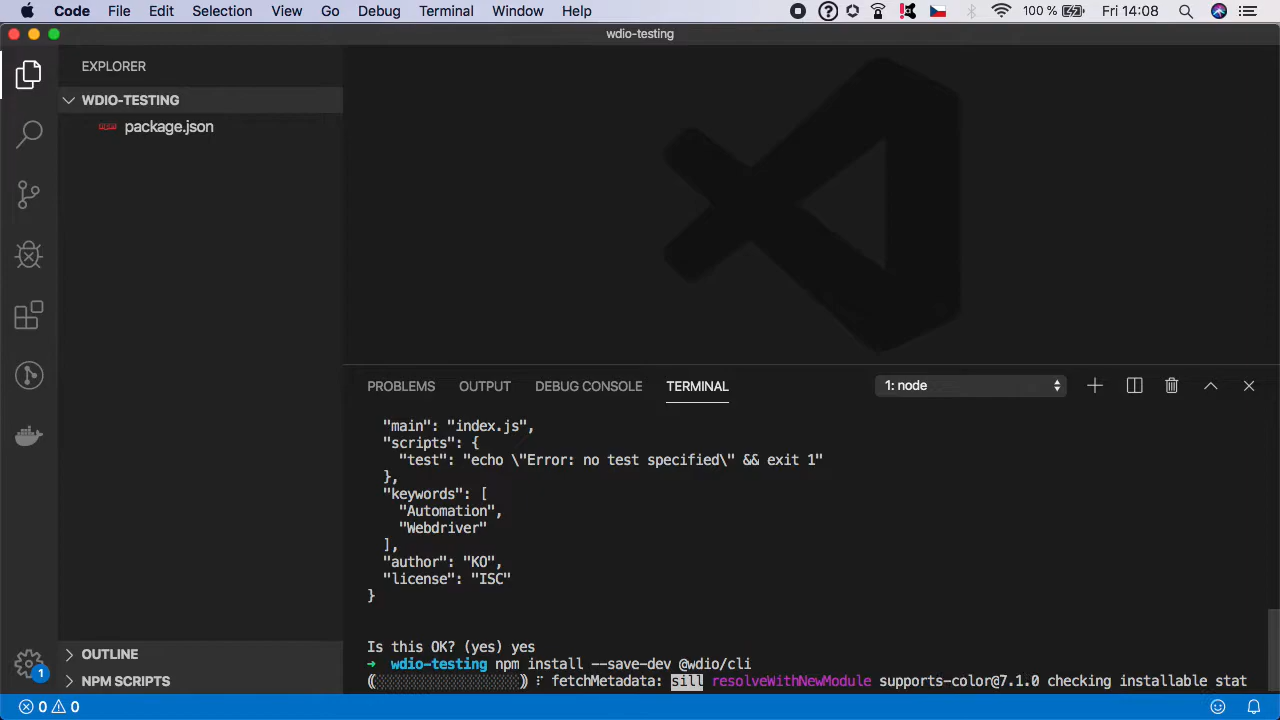 Code File Edit Selection View Go Debug Terminal Window Help 100 % Fri 14:08
wdio-testing
EXPLORER
WDIO-TESTING
package.json
PROBLEMS OUTPUT DEBUG CONSOLE TERMINAL 1: node
"main": "index.js",
"scripts": {
"test": "echo \"Error: no test specified\" && exit 1"
},
"keywords": [
"Automation",
"Webdriver"
],
"author": "KO",
"license": "ISC"
}
Is this OK? (yes) yes
➜ wdio-testing npm install --save-dev @wdio/cli
(░░░░░░░░░░░░░░░░░░) ⠏ fetchMetadata: sill resolveWithNewModule supports-color@7.1.0 checking installable stat
OUTLINE
NPM SCRIPTS
1
0 0